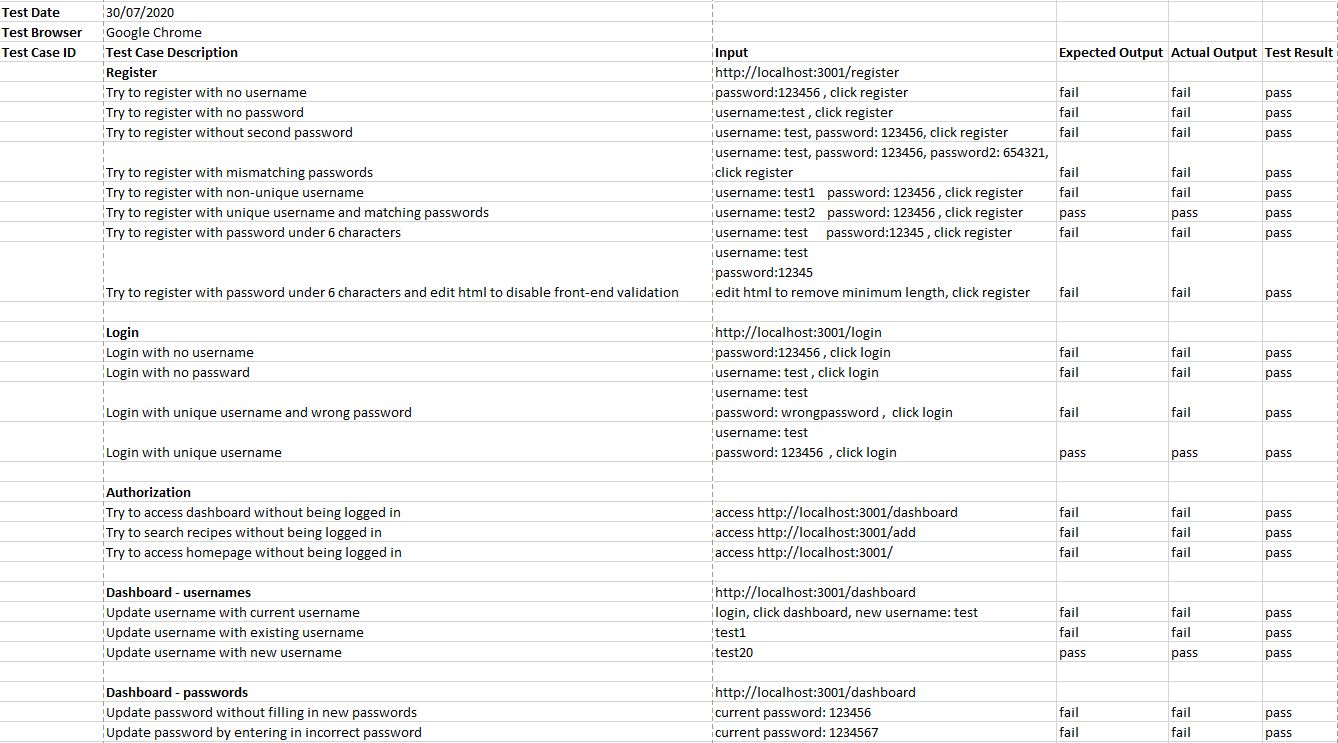 Test Date 30/07/2020
Test Browser Google Chrome
Test Case ID Test Case Description Input Expected Output Actual Output Test Result
Register http://localhost:3001/register
Try to register with no username password:123456 , click register fail fail pass
Try to register with no password username:test , click register fail fail pass
Try to register without second password username: test, password: 123456, click register fail fail pass
username: test, password: 123456, password2: 654321,
Try to register with mismatching passwords click register fail fail pass
Try to register with non-unique username username: test1 password: 123456 , click register fail fail pass
Try to register with unique username and matching passwords username: test2 password: 123456 , click register pass pass pass
Try to register with password under 6 characters username: test password:12345 , click register fail fail pass
username: test
password:12345
Try to register with password under 6 characters and edit html to disable front-end validation edit html to remove minimum length, click register fail fail pass
Login http://localhost:3001/login
Login with no username password:123456 , click login fail fail pass
Login with no passward username: test , click login fail fail pass
username: test
Login with unique username and wrong password password: wrongpassword , click login fail fail pass
username: test
Login with unique username password: 123456 , click login pass pass pass
Authorization
Try to access dashboard without being logged in access http://localhost:3001/dashboard fail fail pass
Try to search recipes without being logged in access http://localhost:3001/add fail fail pass
Try to access homepage without being logged in access http://localhost:3001/ fail fail pass
Dashboard - usernames http://localhost:3001/dashboard
Update username with current username login, click dashboard, new username: test fail fail pass
Update username with existing username test1 fail fail pass
Update username with new username test20 pass pass pass
Dashboard - passwords http://localhost:3001/dashboard
Update password without filling in new passwords current password: 123456 fail fail pass
Update password by entering in incorrect password current password: 1234567 fail fail pass